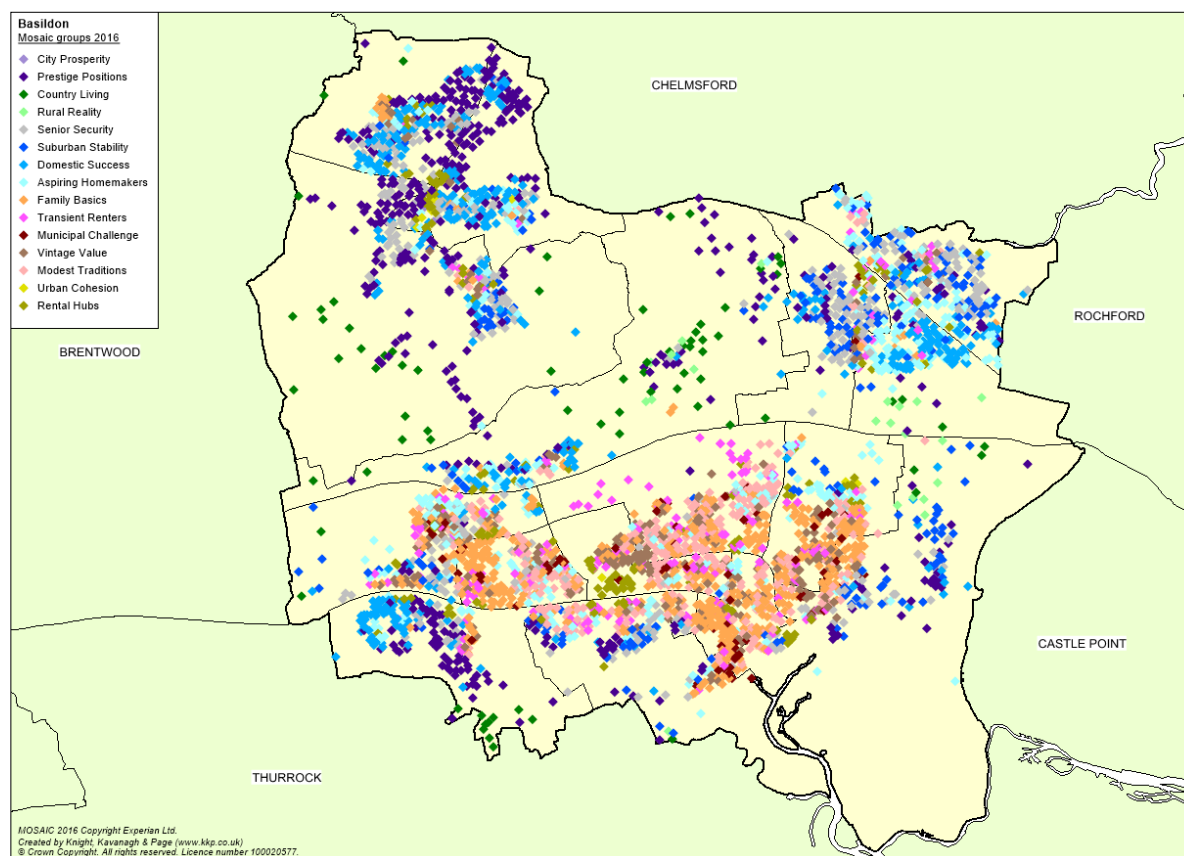 Basildon
Mosaic groups 2016
City Prosperity
Prestige Positions
Country Living
Rural Reality
Senior Security
Suburban Stability
Domestic Success
Aspiring Homemakers
Family Basics
Transient Renters
Municipal Challenge
Vintage Value
Modest Traditions
Urban Cohesion
Rental Hubs
CHELMSFORD
ROCHFORD
BRENTWOOD
CASTLE POINT
THURROCK
MOSAIC 2016 Copyright Experian Ltd.
Created by Knight, Kavanagh & Page (www.kkp.co.uk)
© Crown Copyright. All rights reserved. Licence number 100020577.